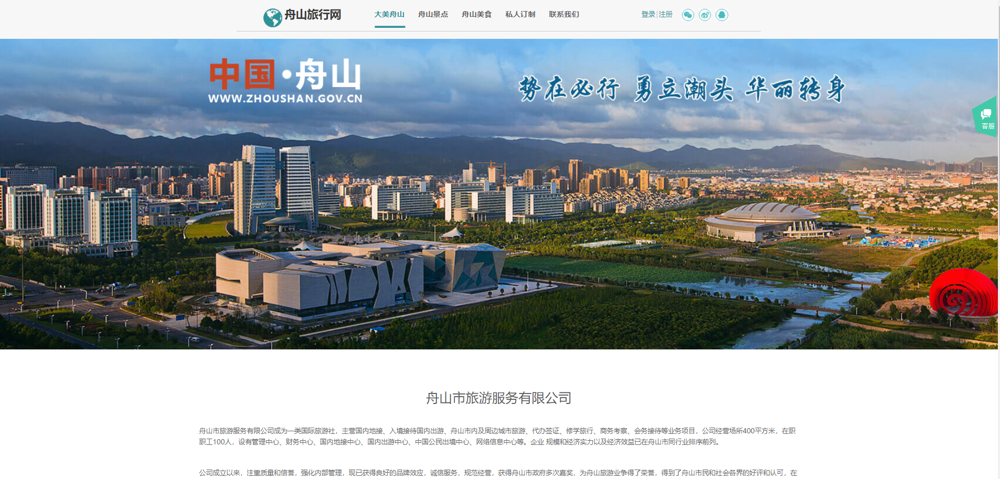 舟山旅行网
大美舟山 舟山景点 舟山美食 私人订制 联系我们
登录|注册
中国·舟山
WWW.ZHOUSHAN.GOV.CN
势在必行 勇立潮头 华丽转身
客服
舟山市旅游服务有限公司
舟山市旅游服务有限公司成为一类国际旅游社，主营国内地接、入境接待国内出游、舟山市内及周边城市旅游、代办签证、修学旅行、商务考察、会务接待等业务项目，公司经营场所400平方米，在职
职工100人，设有管理中心、财务中心、国内地接中心、国内出游中心、中国公民出境中心、网络信息中心等。企业 规模和经济实力以及经济效益已在舟山市同行业排序前列。
公司成立以来，注重质量和信誉，强化内部管理，现已获得良好的品牌效应，诚信服务，规范经营，获得舟山市政府多次嘉奖，为舟山旅游业争得了荣誉，得到了舟山市民和社会各界的好评和认可，在